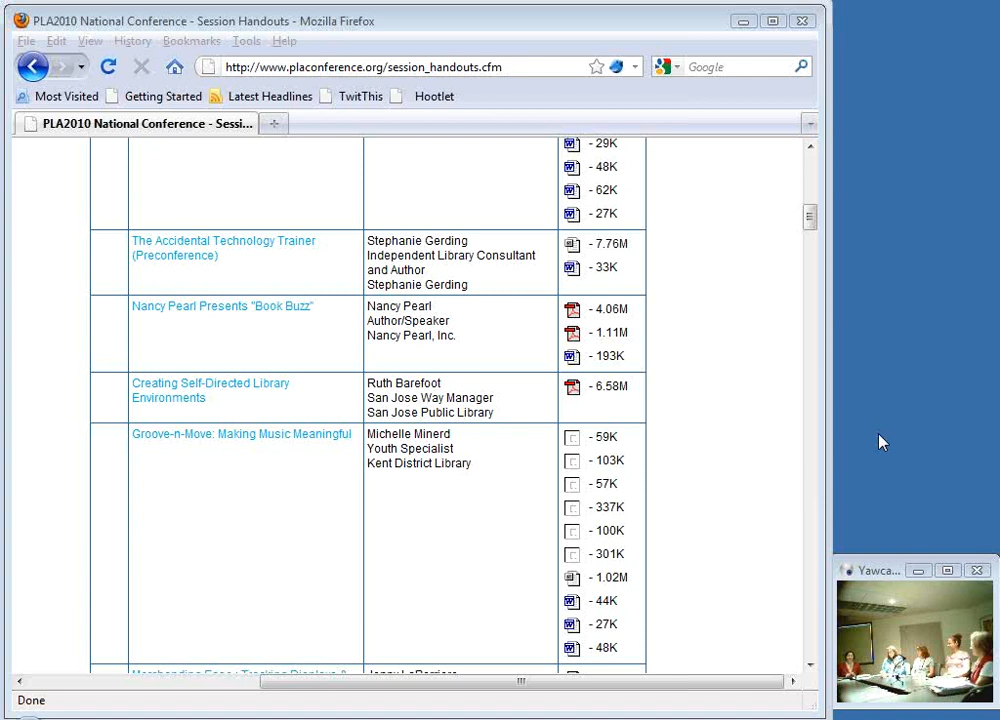 PLA2010 National Conference - Session Handouts - Mozilla Firefox
File Edit View History Bookmarks Tools Help
http://www.placonference.org/session_handouts.cfm
Google
Most Visited Getting Started Latest Headlines TwitThis Hootlet
PLA2010 National Conference - Sessi...
- 29K
- 48K
- 62K
- 27K
The Accidental Technology Trainer
(Preconference)
Stephanie Gerding
Independent Library Consultant
and Author
Stephanie Gerding
- 7.76M
- 33K
Nancy Pearl Presents "Book Buzz"
Nancy Pearl
Author/Speaker
Nancy Pearl, Inc.
- 4.06M
- 1.11M
- 193K
Creating Self-Directed Library
Environments
Ruth Barefoot
San Jose Way Manager
San Jose Public Library
- 6.58M
Groove-n-Move: Making Music Meaningful
Michelle Minerd
Youth Specialist
Kent District Library
- 59K
- 103K
- 57K
- 337K
- 100K
- 301K
- 1.02M
- 44K
- 27K
- 48K
Done
Yawca...